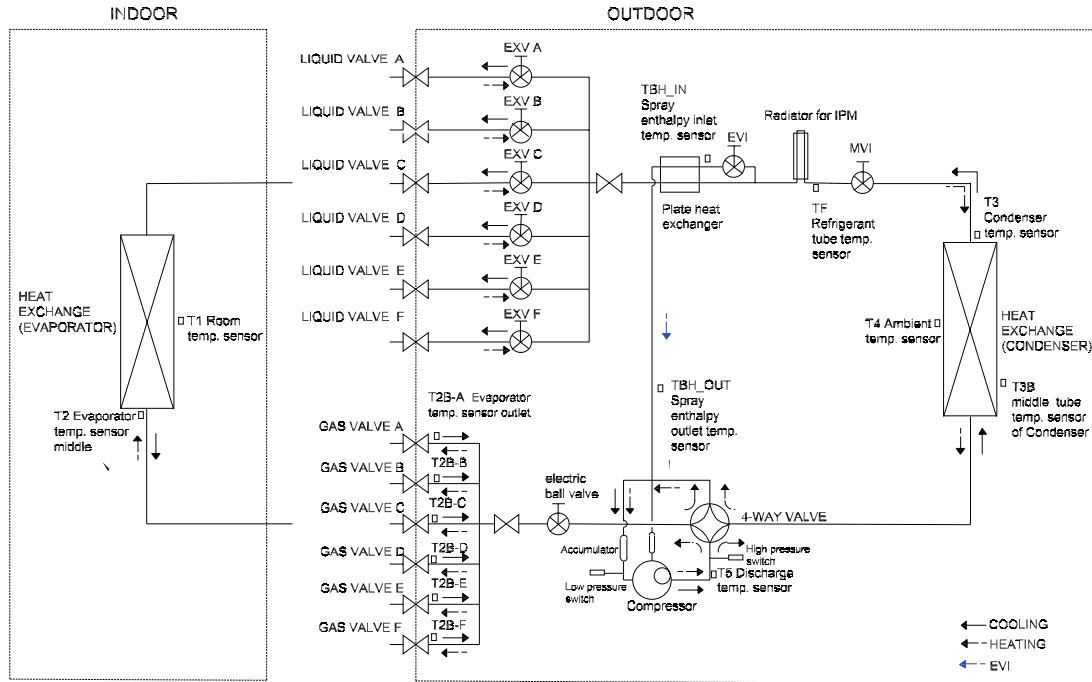 INDOOR
OUTDOOR
LIQUID VALVE A
EXV A
LIQUID VALVE B
EXV B
LIQUID VALVE C
EXV C
LIQUID VALVE D
EXV D
LIQUID VALVE E
EXV E
LIQUID VALVE F
EXV F
TBH_IN
Spray
enthalpy inlet
temp. sensor
EVI
Radiator for IPM
MVI
Plate heat
exchanger
TF
Refrigerant
tube temp.
sensor
T3
Condenser
temp. sensor
HEAT
EXCHANGE
(EVAPORATOR)
T1 Room
temp. sensor
T4 Ambient
temp. sensor
HEAT
EXCHANGE
(CONDENSER)
T2 Evaporator
temp. sensor
middle
T2B-A Evaporator
temp. sensor outlet
TBH_OUT
Spray
enthalpy
outlet temp.
sensor
T3B
middle tube
temp. sensor
of Condenser
GAS VALVE A
GAS VALVE B
T2B-B
GAS VALVE C
T2B-C
GAS VALVE D
T2B-D
GAS VALVE E
T2B-E
GAS VALVE F
T2B-F
electric
ball valve
4-WAY VALVE
Accumulator
High pressure
switch
Low pressure
switch
Compressor
T5 Discharge
temp. sensor
COOLING
HEATING
EVI